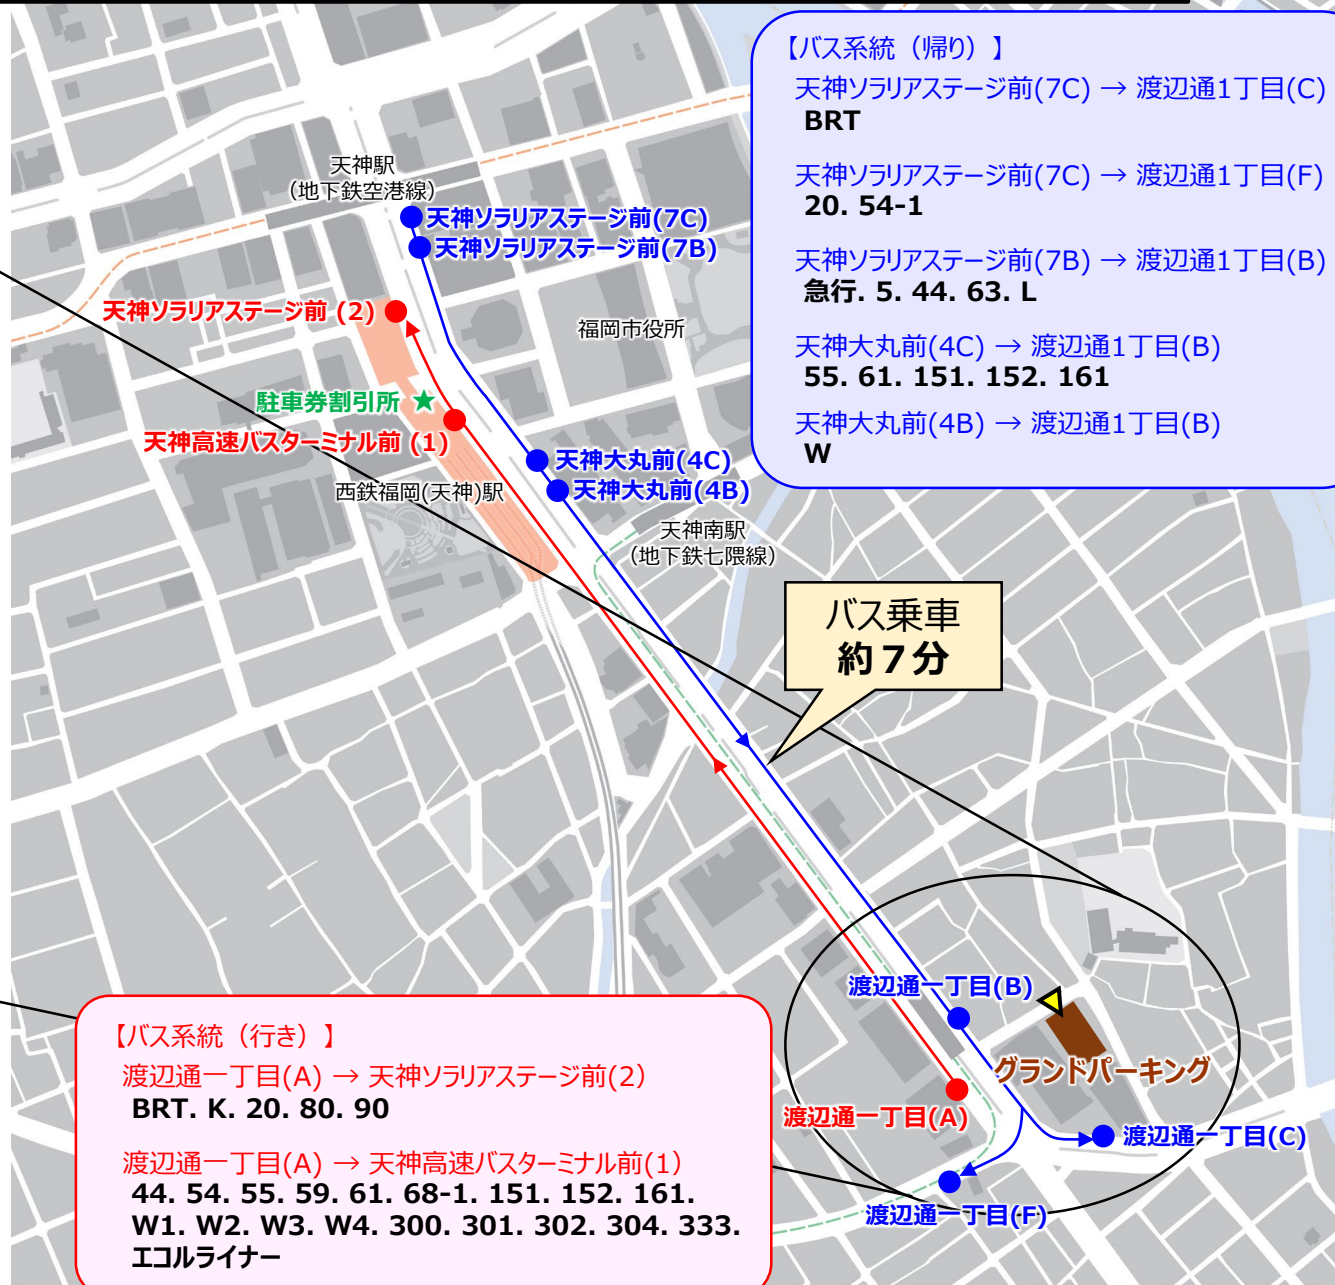 【バス系統（帰り）】
天神ソラリアステージ前(7C) → 渡辺通1丁目(C)
BRT
天神ソラリアステージ前(7C) → 渡辺通1丁目(F)
20. 54-1
天神ソラリアステージ前(7B) → 渡辺通1丁目(B)
急行. 5. 44. 63. L
天神大丸前(4C) → 渡辺通1丁目(B)
55. 61. 151. 152. 161
天神大丸前(4B) → 渡辺通1丁目(B)
W
天神駅
（地下鉄空港線）
天神ソラリアステージ前(7C)
天神ソラリアステージ前(7B)
天神ソラリアステージ前 (2)
福岡市役所
駐車券割引所 ★
天神高速バスターミナル前 (1)
天神大丸前(4C)
西鉄福岡(天神)駅
天神大丸前(4B)
天神南駅
（地下鉄七隈線）
バス乗車
約７分
渡辺通一丁目(B)
グランドパーキング
渡辺通一丁目(A)
渡辺通一丁目(C)
渡辺通一丁目(F)
【バス系統（行き）】
渡辺通一丁目(A) → 天神ソラリアステージ前(2)
BRT. K. 20. 80. 90
渡辺通一丁目(A) → 天神高速バスターミナル前(1)
44. 54. 55. 59. 61. 68-1. 151. 152. 161.
W1. W2. W3. W4. 300. 301. 302. 304. 333.
エコルライナー